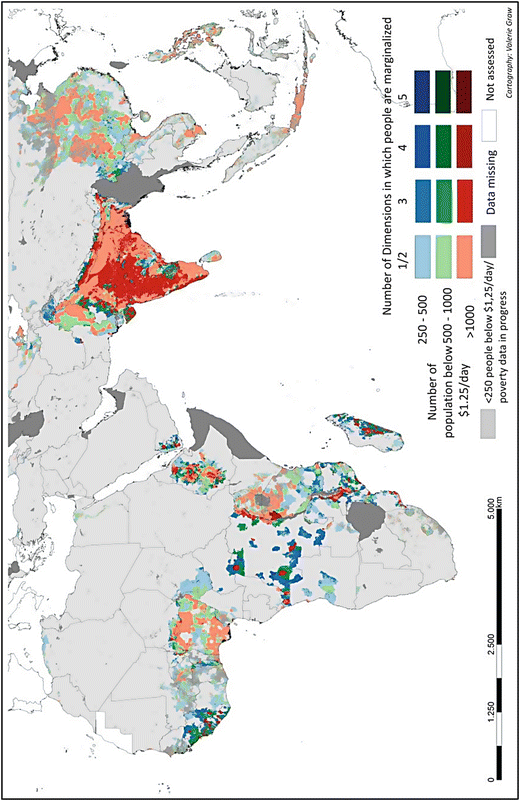 Number of Dimensions in which people are marginalized
1/2 3 4 5
Number of
population below
$1.25/day
250 - 500
500 - 1000
>1000
<250 people below $1,25/day/
poverty data in progress
Data missing
Not assessed
Cartography: Valerie Graw
0 1.250 2.500 5.000
km